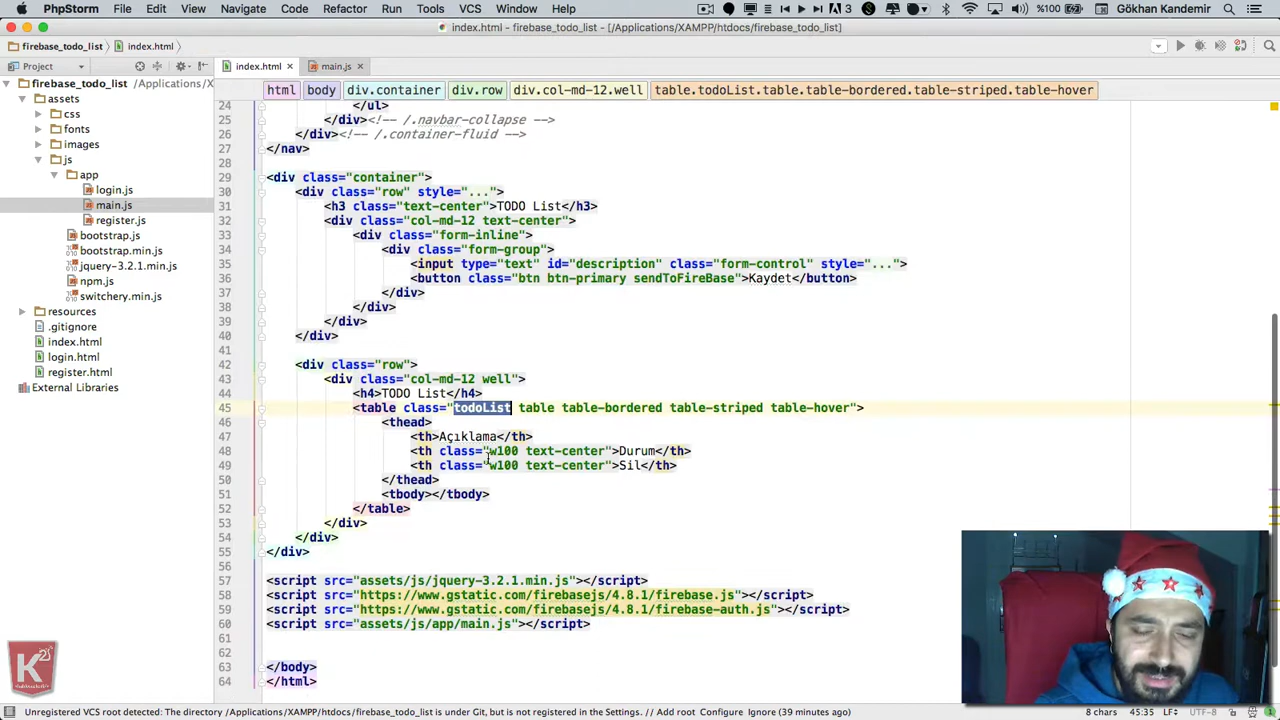 PhpStorm File Edit View Navigate Code Refactor Run Tools VCS Window Help 3 %100 Gökhan Kandemir
index.html - firebase_todo_list - [/Applications/XAMPP/htdocs/firebase_todo_list]
firebase_todo_list index.html
Project index.html main.js
firebase_todo_list /Applications/X
assets
css
fonts
images
js
app
login.js
main.js
register.js
bootstrap.js
bootstrap.min.js
jquery-3.2.1.min.js
npm.js
switchery.min.js
resources
.gitignore
index.html
login.html
register.html
External Libraries
html body div.container div.row div.col-md-12.well table.todoList.table.table-bordered.table-striped.table-hover
24 </ul>
25 </div><!-- /.navbar-collapse -->
26 </div><!-- /.container-fluid -->
27 </nav>
28
29 <div class="container">
30 <div class="row" style="...">
31 <h3 class="text-center">TODO List</h3>
32 <div class="col-md-12 text-center">
33 <div class="form-inline">
34 <div class="form-group">
35 <input type="text" id="description" class="form-control" style="...">
36 <button class="btn btn-primary sendToFireBase">Kaydet</button>
37 </div>
38 </div>
39 </div>
40 </div>
41
42 <div class="row">
43 <div class="col-md-12 well">
44 <h4>TODO List</h4>
45 <table class="todoList table table-bordered table-striped table-hover">
46 <thead>
47 <th>Açıklama</th>
48 <th class="w100 text-center">Durum</th>
49 <th class="w100 text-center">Sil</th>
50 </thead>
51 <tbody></tbody>
52 </table>
53 </div>
54 </div>
55 </div>
56
57 <script src="assets/js/jquery-3.2.1.min.js"></script>
58 <script src="https://www.gstatic.com/firebasejs/4.8.1/firebase.js"></script>
59 <script src="https://www.gstatic.com/firebasejs/4.8.1/firebase-auth.js"></script>
60 <script src="assets/js/app/main.js"></script>
61
62
63 </body>
64 </html>
K
Unregistered VCS root detected: The directory /Applications/XAMPP/htdocs/firebase_todo_list is under Git, but is not registered in the Settings. // Add root Configure Ignore (39 minutes ago) 45:35 LF÷ UTF-8 ÷ 1